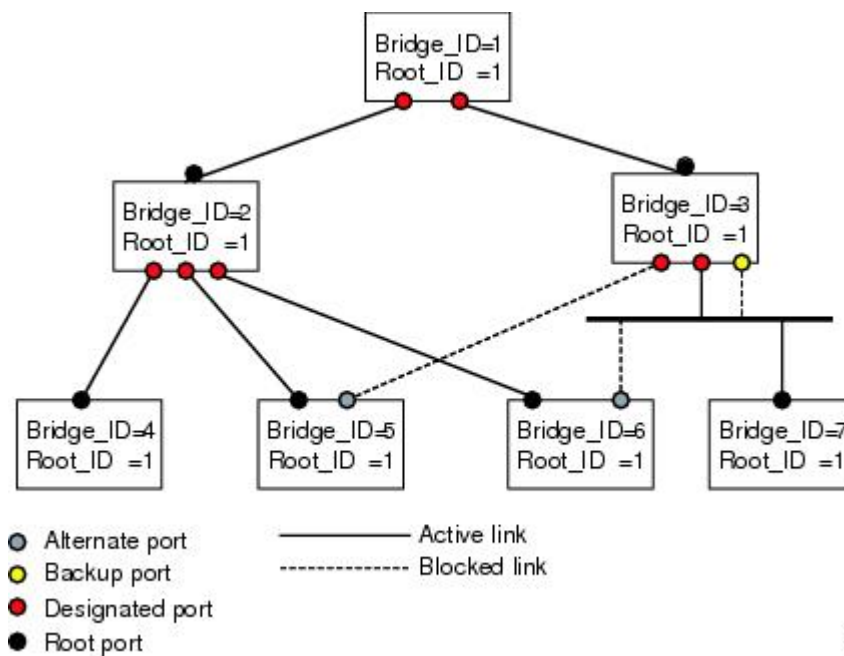 Bridge_ID=1
Root_ID =1
Bridge_ID=2
Root_ID =1
Bridge_ID=3
Root_ID =1
Bridge_ID=4
Root_ID =1
Bridge_ID=5
Root_ID =1
Bridge_ID=6
Root_ID =1
Bridge_ID=7
Root_ID =1
Alternate port
Backup port
Designated port
Root port
Active link
Blocked link